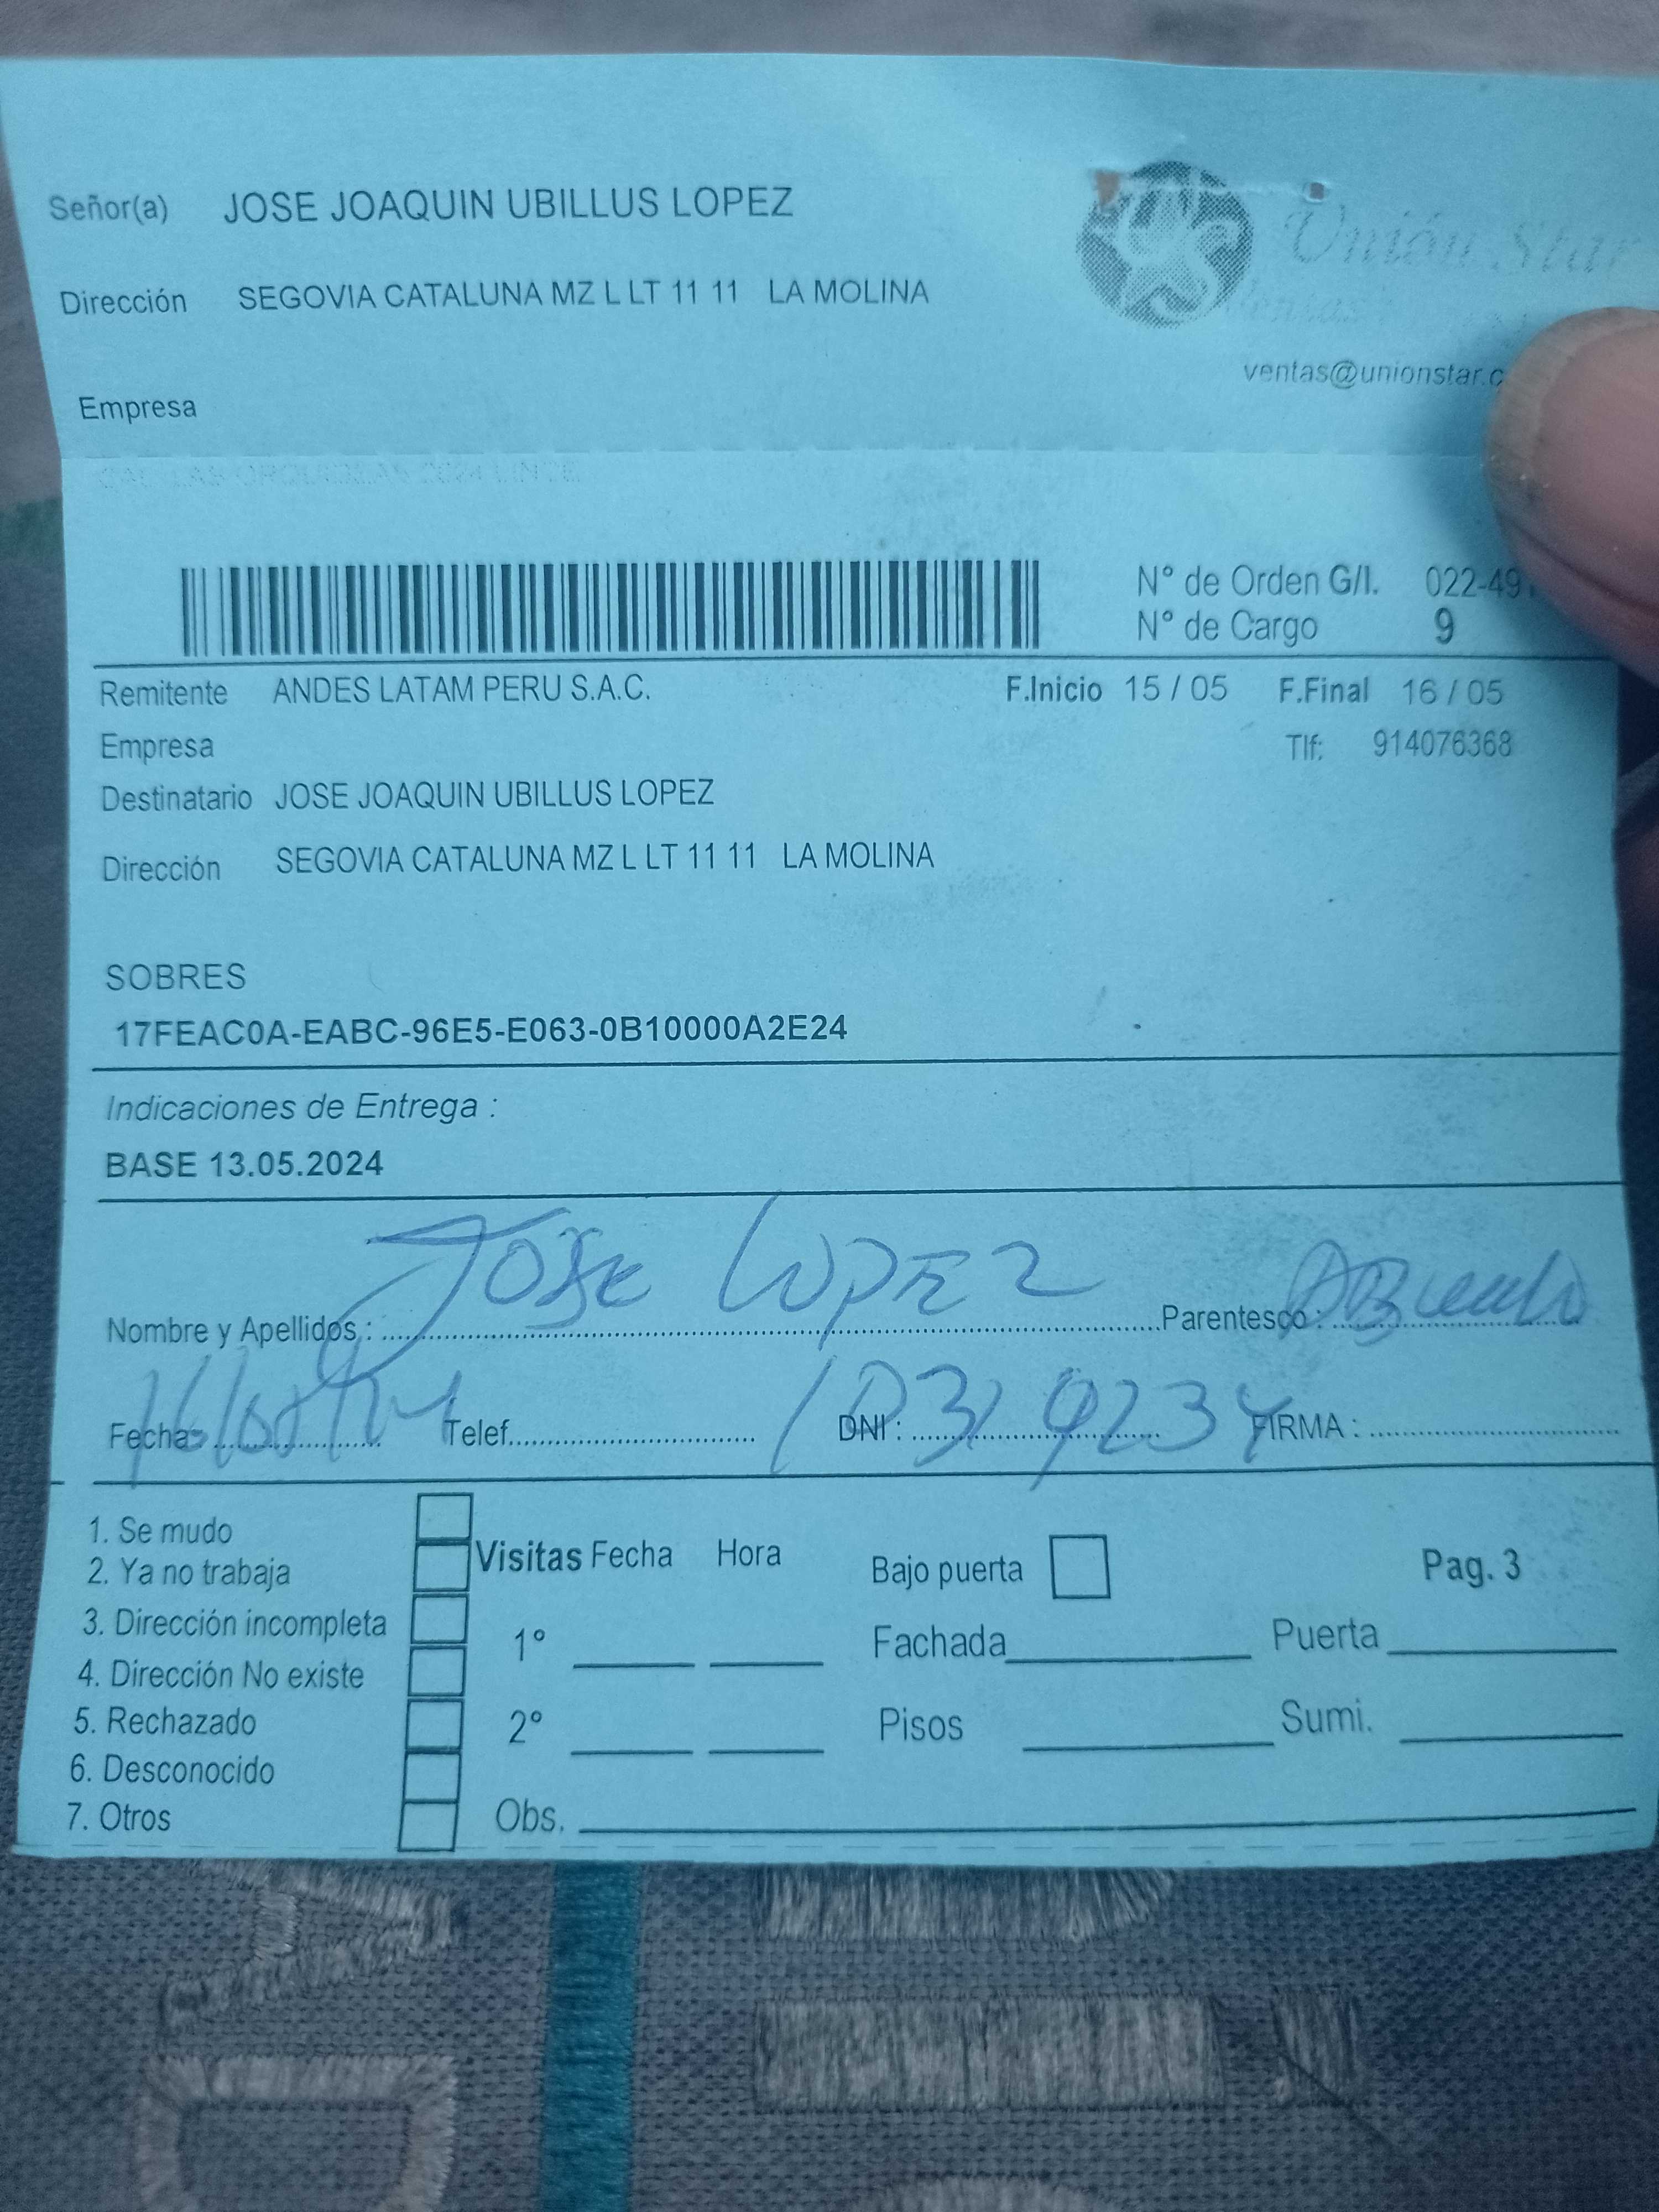 Señor(a) JOSE JOAQUIN UBILLUS LOPEZ
Unión Star
Dirección SEGOVIA CATALUNA MZ L LT 11 11 LA MOLINA
ventas@unionstar.c
Empresa
N° de Orden G/I. 022-49
N° de Cargo 9
Remitente ANDES LATAM PERU S.A.C. F.Inicio 15 / 05 F.Final 16 / 05
Empresa Tlf: 914076368
Destinatario JOSE JOAQUIN UBILLUS LOPEZ
Dirección SEGOVIA CATALUNA MZ L LT 11 11 LA MOLINA
SOBRES
17FEAC0A-EABC-96E5-E063-0B10000A2E24
Indicaciones de Entrega :
BASE 13.05.2024
Nombre y Apellidos : JOSE LOPEZ Parentesco :
Fecha: Telef. DNI : FIRMA :
1. Se mudo
2. Ya no trabaja
3. Dirección incompleta
4. Dirección No existe
5. Rechazado
6. Desconocido
7. Otros
Visitas Fecha Hora
1°
2°
Obs.
Bajo puerta Pag. 3
Fachada Puerta
Pisos Sumi.